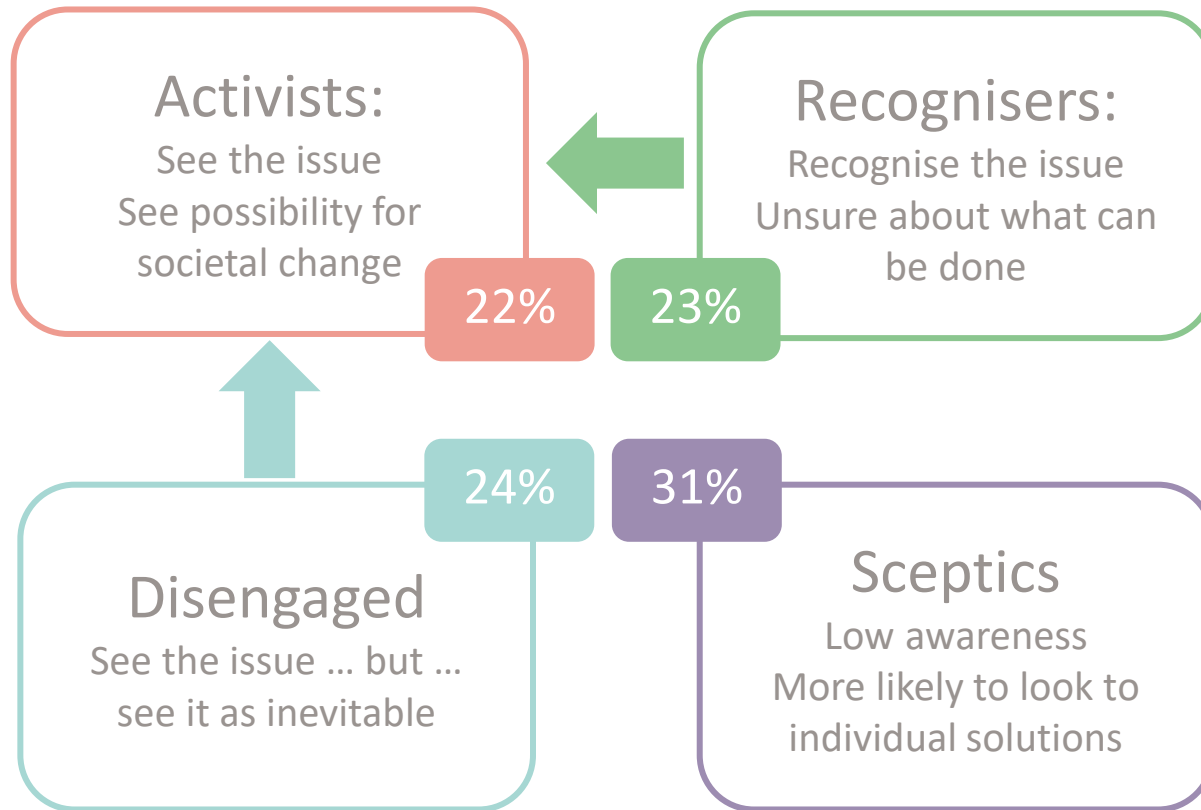 Activists:
See the issue
See possibility for
societal change
22%
Recognisers:
Recognise the issue
Unsure about what can
be done
23%
Disengaged
See the issue ... but ...
see it as inevitable
24%
Sceptics
Low awareness
More likely to look to
individual solutions
31%